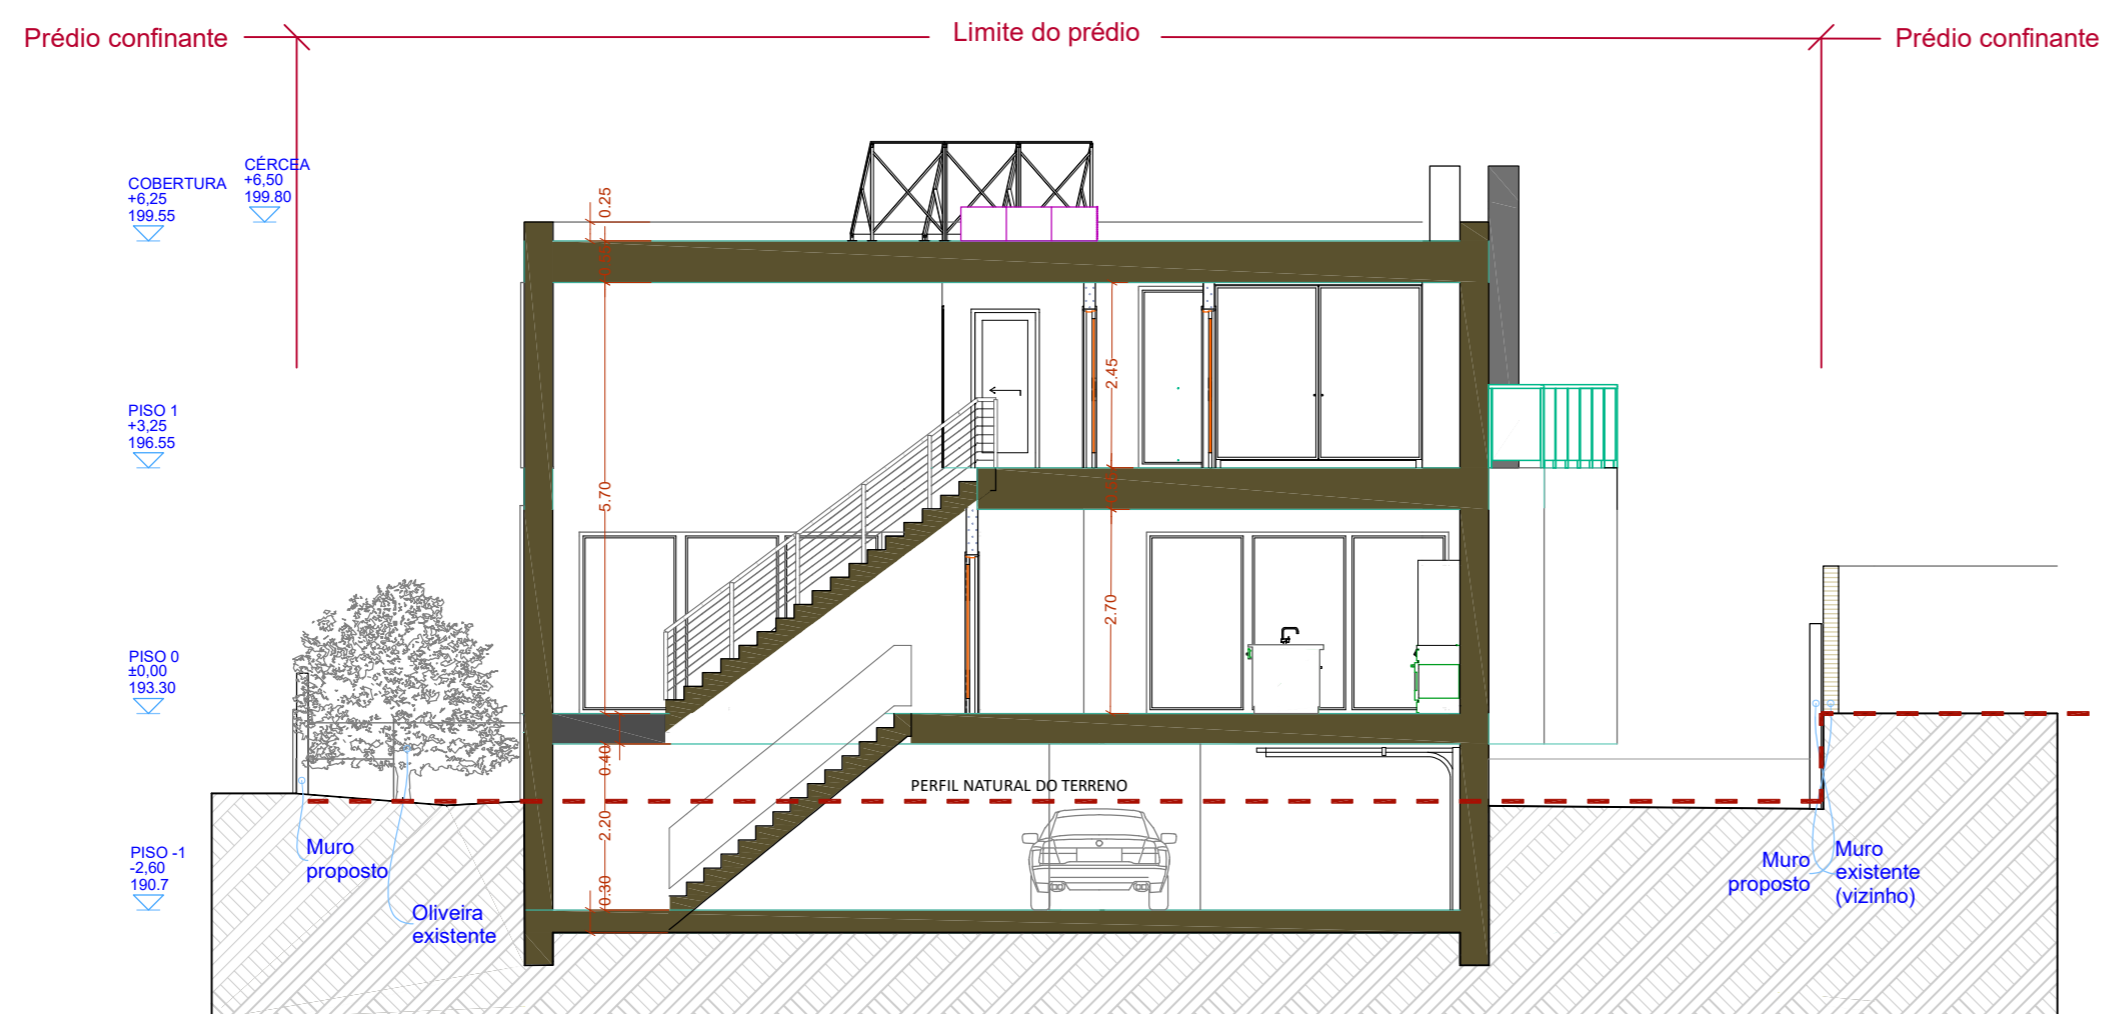 Prédio confinante
Limite do prédio
Prédio confinante
CÉRCEA
+6,50
199.80
COBERTURA
+6,25
199.55
0.25
2.45
PISO 1
+3,25
196.55
5.70
2.70
PISO 0
±0,00
193.30
0.40
PERFIL NATURAL DO TERRENO
2.20
PISO -1
-2,60
190.7
0.30
Muro
proposto
Oliveira
existente
Muro
proposto
Muro
existente
(vizinho)